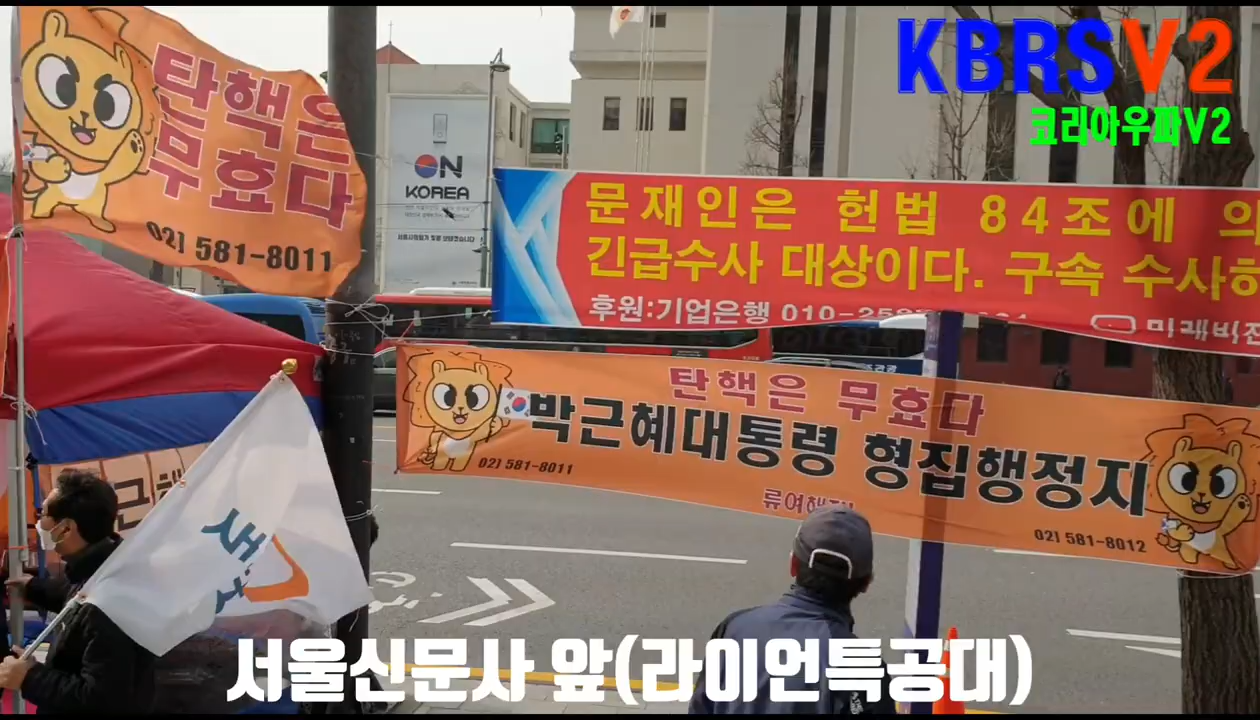 KBRSV2
코리아우파V2
탄핵은
무효다
02] 581-8011
ON
KOREA
문재인은 헌법 84조에 의
긴급수사 대상이다. 구속 수사하
후원:기업은행
탄핵은 무효다
박근혜대통령 형집행정지
02] 581-8011
류여해
02] 581-8012
서울신문사 앞(라이언특공대)